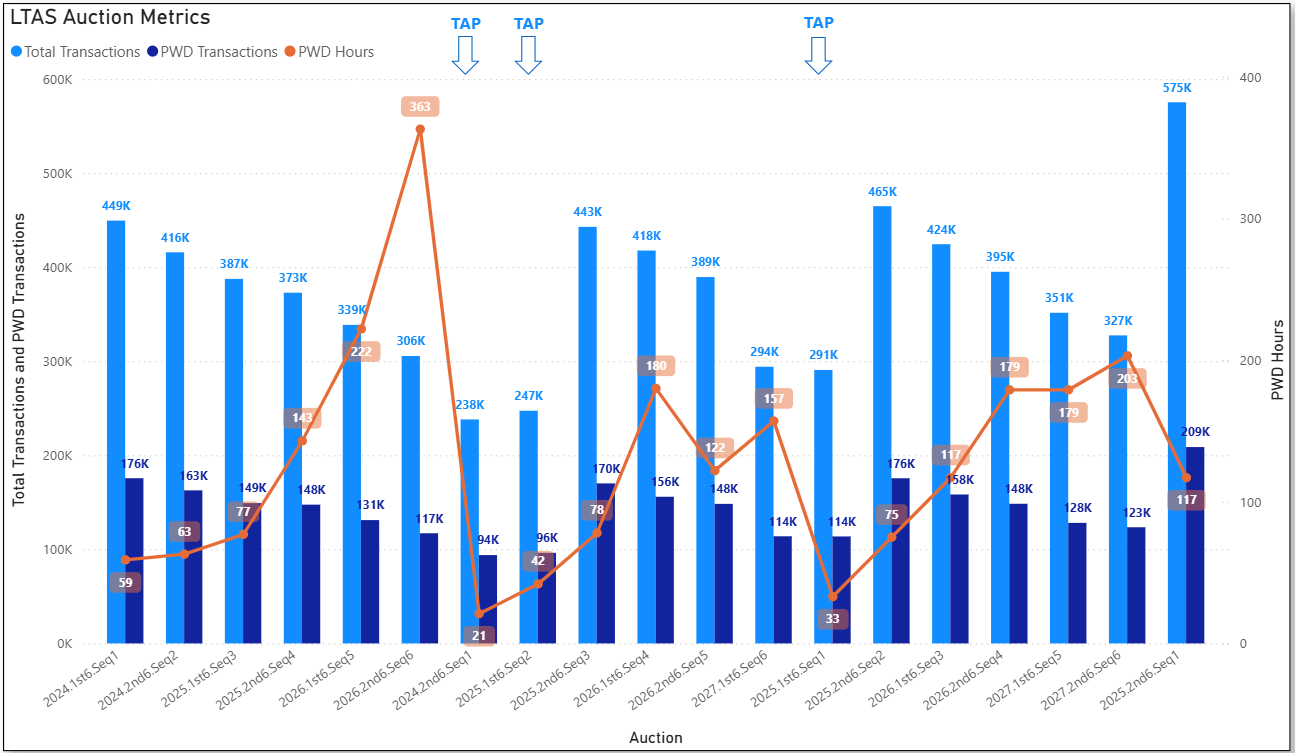 LTAS Auction Metrics
TAP TAP TAP
Total Transactions PWD Transactions PWD Hours
600K
500K
400K
300K
200K
100K
0K
Total Transactions and PWD Transactions
400
300
200
100
0
PWD Hours
449K 416K 387K 373K 339K 306K 238K 247K 443K 418K 389K 294K 291K 465K 424K 395K 351K 327K 575K
176K 163K 149K 148K 131K 117K 94K 96K 170K 156K 148K 114K 114K 176K 158K 148K 128K 123K 209K
59 63 77 143 222 363 21 42 78 180 122 157 33 75 117 179 179 203 117
2024.1st6.Seq1
2024.2nd6.Seq2
2025.1st6.Seq3
2025.2nd6.Seq4
2026.1st6.Seq5
2026.2nd6.Seq6
2024.2nd6.Seq1
2025.1st6.Seq2
2025.2nd6.Seq3
2026.1st6.Seq4
2026.2nd6.Seq5
2027.1st6.Seq6
2025.1st6.Seq1
2025.2nd6.Seq2
2026.1st6.Seq3
2026.2nd6.Seq4
2027.1st6.Seq5
2027.2nd6.Seq6
2025.2nd6.Seq1
Auction